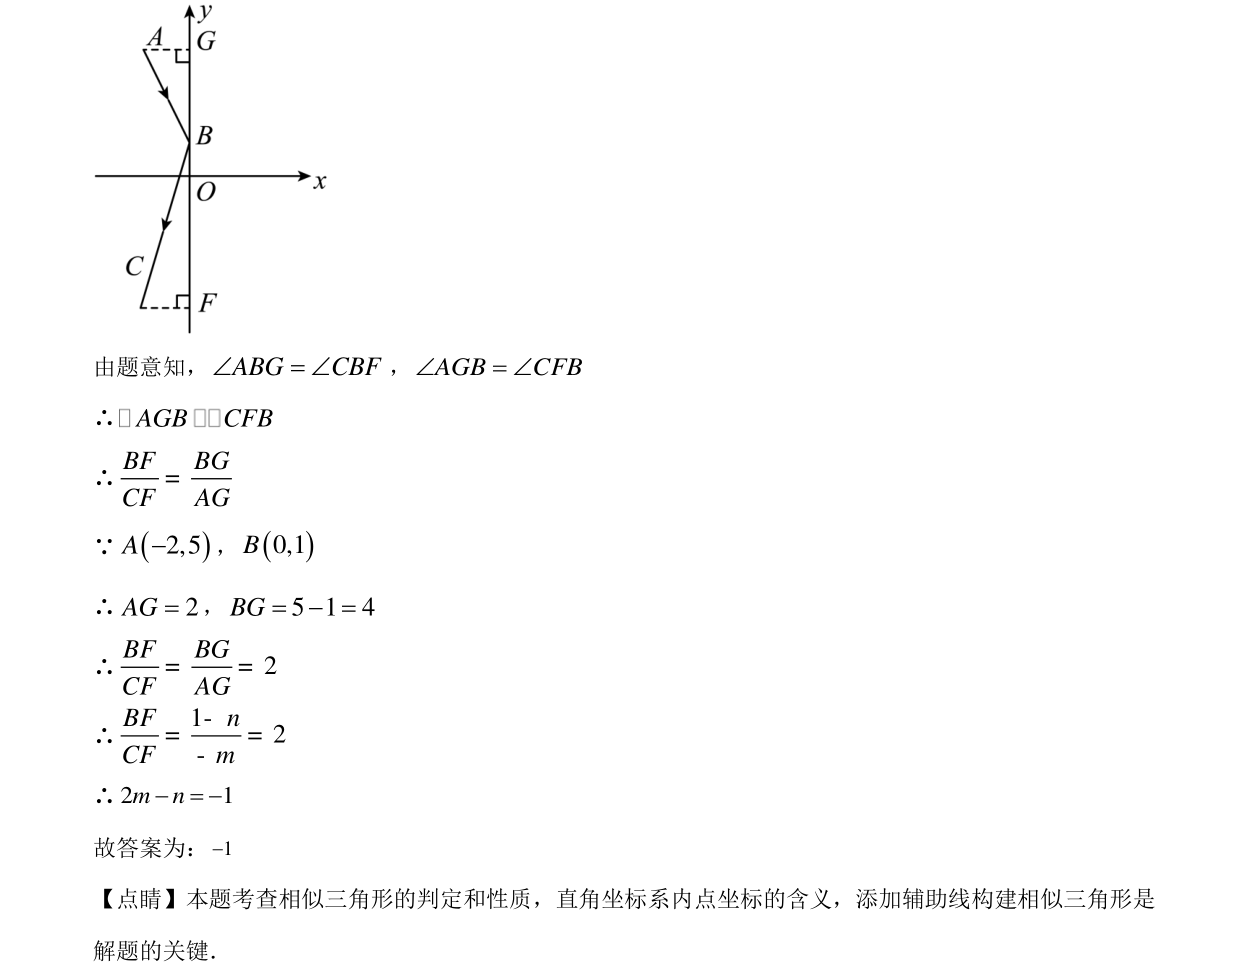 y
A
G
B
O
x
C
F
由题意知，∠ABG = ∠CBF ，∠AGB = ∠CFB
∴□AGB□□CFB
∴BF/CF = BG/AG
∵ A(−2,5)，B(0,1)
∴ AG = 2，BG = 5−1 = 4
∴BF/CF = BG/AG = 2
∴BF/CF = 1- n/- m = 2
∴ 2m − n = −1
故答案为：−1
【点睛】本题考查相似三角形的判定和性质，直角坐标系内点坐标的含义，添加辅助线构建相似三角形是
解题的关键．